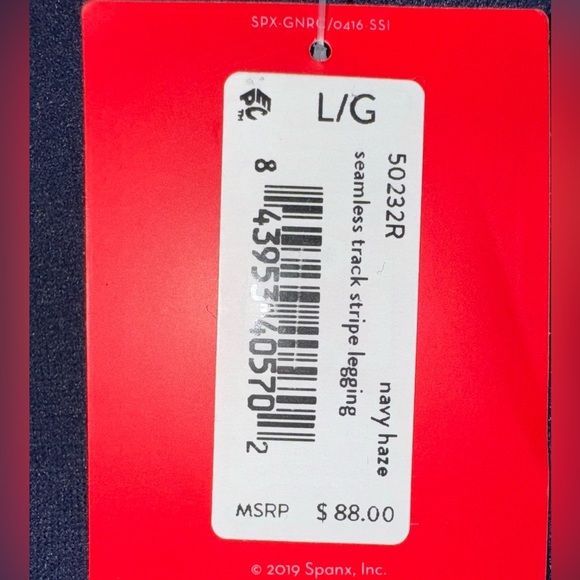 SPX-GNRC/0416 SSI
L/G
50232R
seamless track stripe legging
navy haze
8 43953 40570 2
MSRP $ 88.00
© 2019 Spanx, Inc.